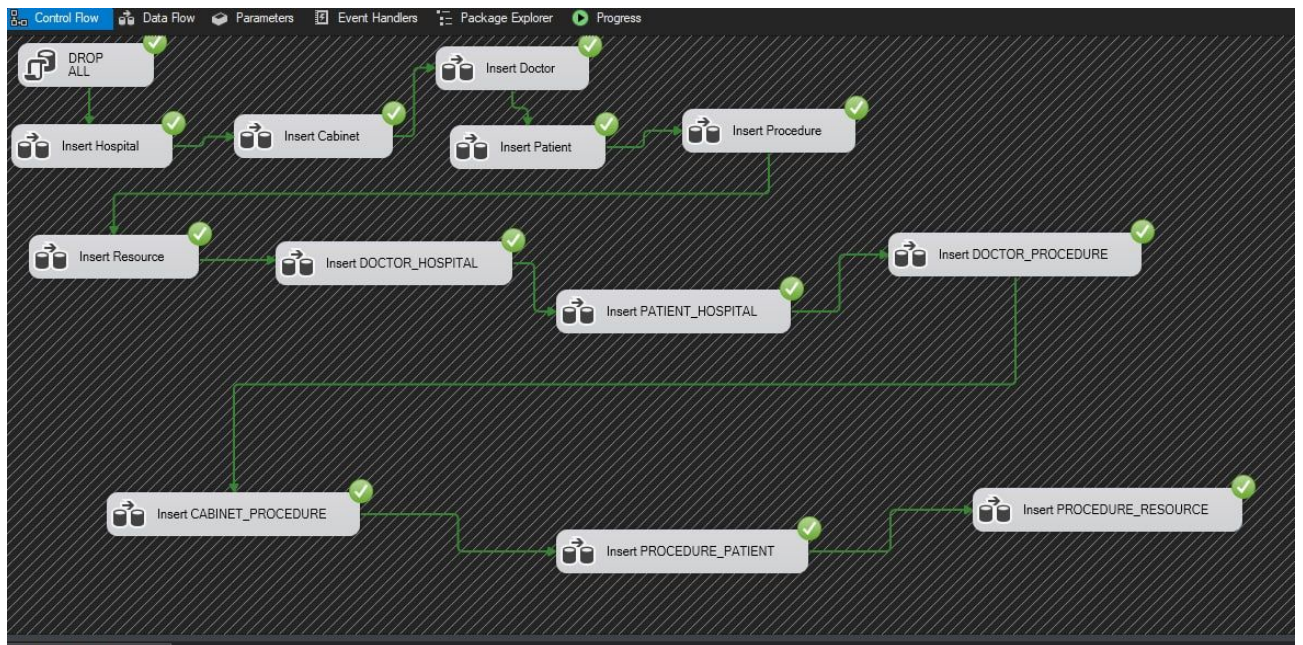 Control Flow Data Flow Parameters Event Handlers Package Explorer Progress
DROP
ALL
Insert Doctor
Insert Hospital
Insert Cabinet
Insert Patient
Insert Procedure
Insert Resource
Insert DOCTOR_HOSPITAL
Insert PATIENT_HOSPITAL
Insert DOCTOR_PROCEDURE
Insert CABINET_PROCEDURE
Insert PROCEDURE_PATIENT
Insert PROCEDURE_RESOURCE